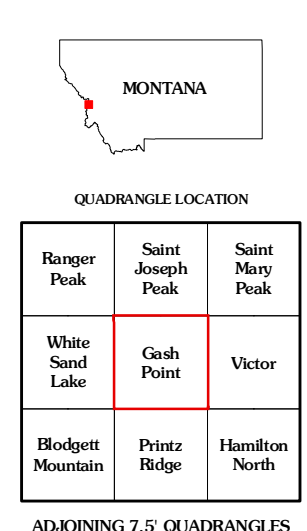 MONTANA
QUADRANGLE LOCATION
Ranger
Peak
Saint
Joseph
Peak
Saint
Mary
Peak
White
Sand
Lake
Gash
Point
Victor
Blodgett
Mountain
Printz
Ridge
Hamilton
North
ADJOINING 7.5' QUADRANGLES